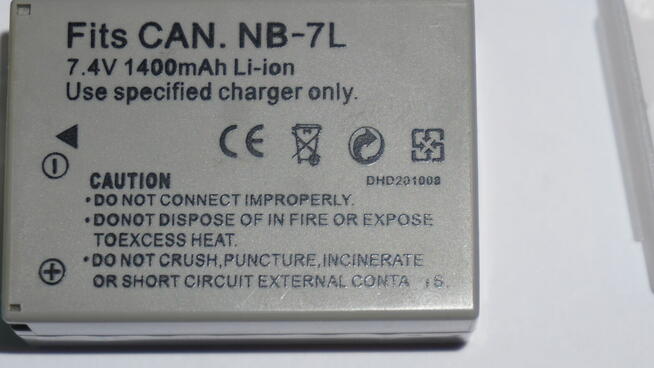 Fits CAN. NB-7L
7.4V 1400mAh Li-ion
Use specified charger only.
CE
CAUTION
DHD201008
•DO NOT CONNECT IMPROPERLY.
•DONOT DISPOSE OF IN FIRE OR EXPOSE
TOEXCESS HEAT.
•DO NOT CRUSH,PUNCTURE,INCINERATE
OR SHORT CIRCUIT EXTERNAL